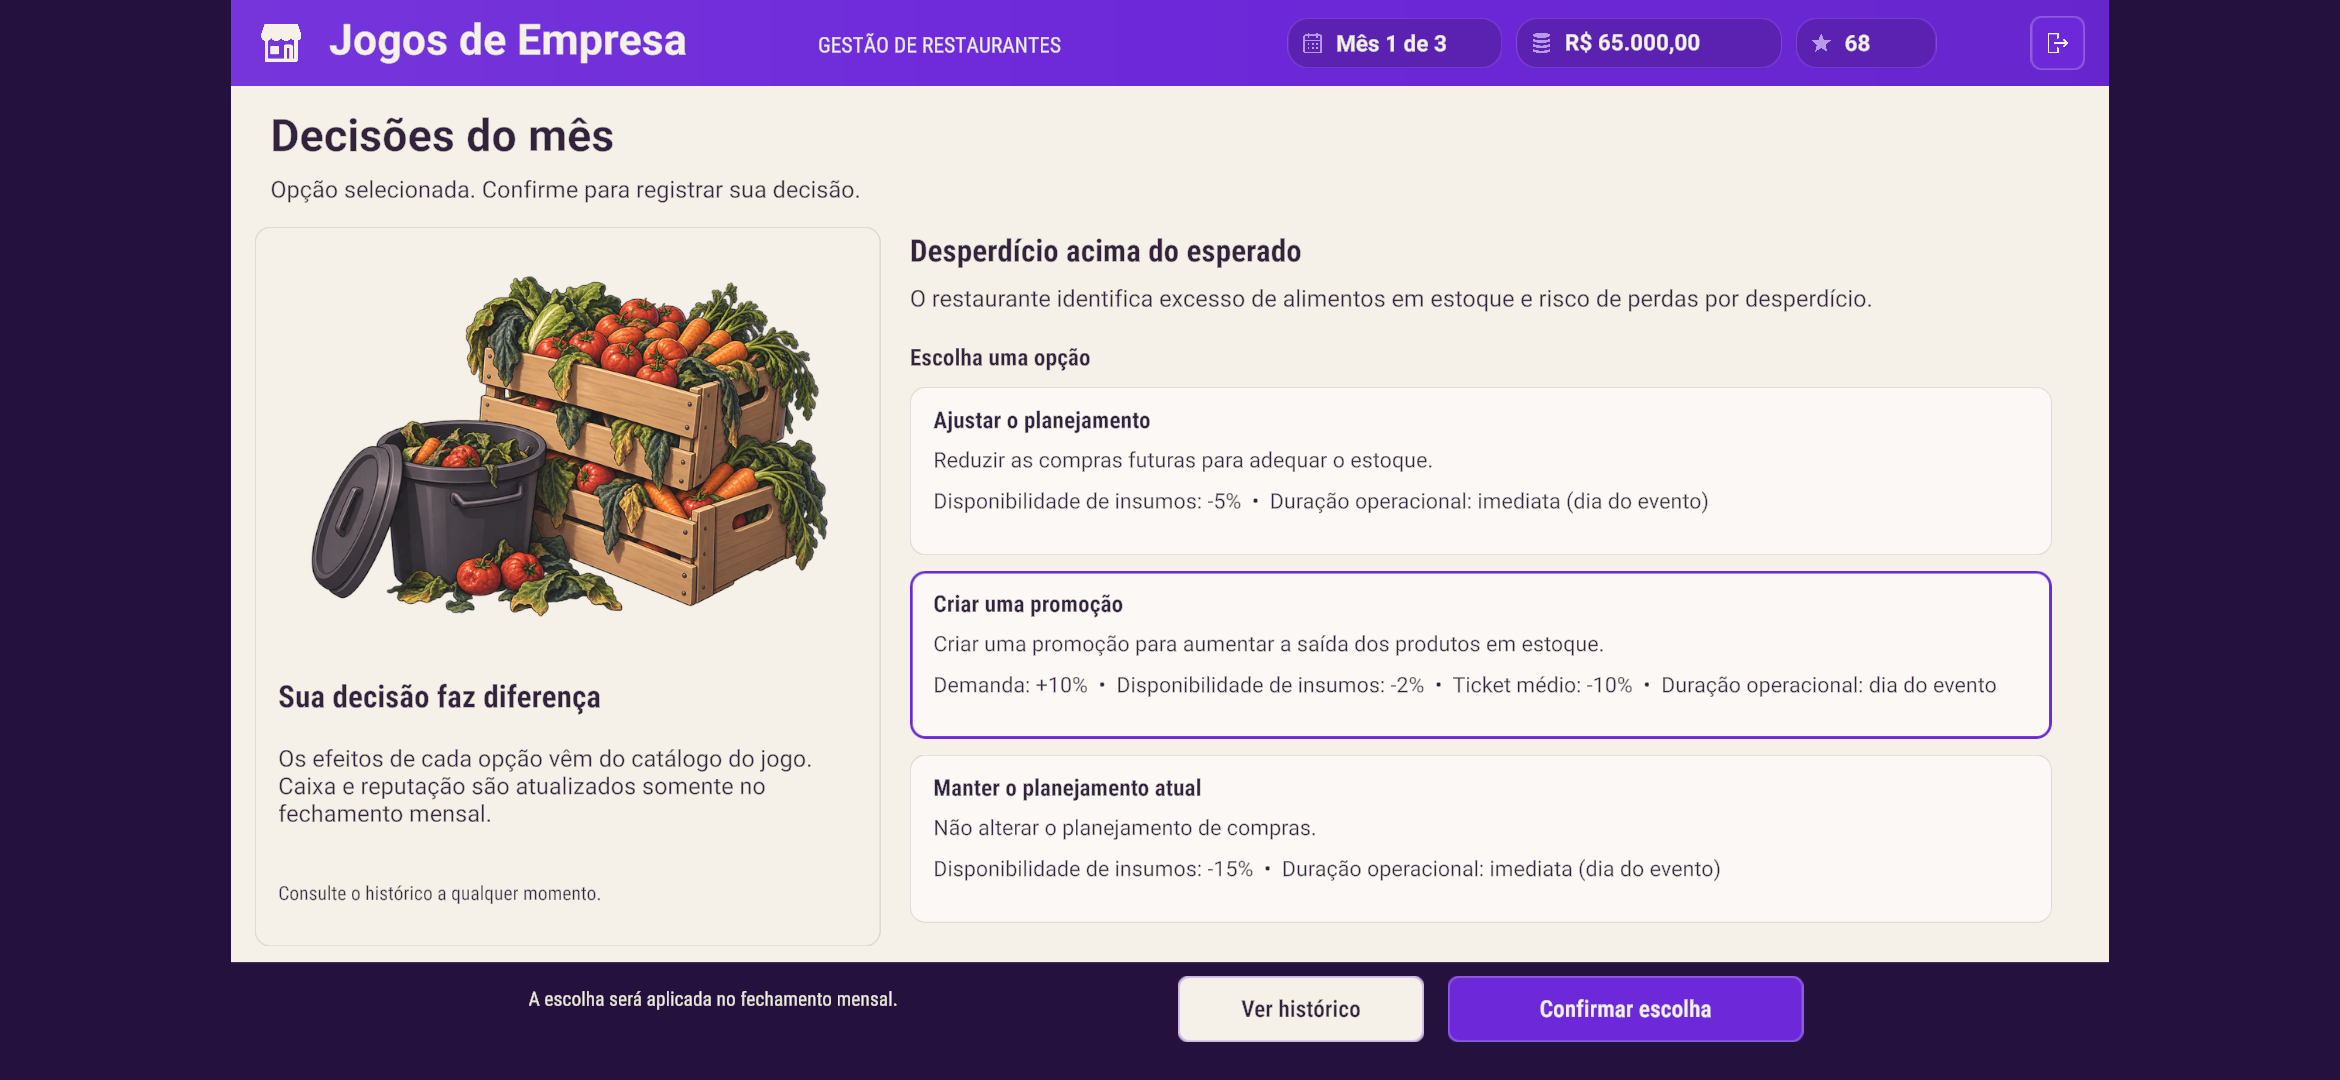 Jogos de Empresa
GESTÃO DE RESTAURANTES
Mês 1 de 3
R$ 65.000,00
68
Decisões do mês
Opção selecionada. Confirme para registrar sua decisão.
Sua decisão faz diferença
Os efeitos de cada opção vêm do catálogo do jogo.
Caixa e reputação são atualizados somente no
fechamento mensal.
Consulte o histórico a qualquer momento.
Desperdício acima do esperado
O restaurante identifica excesso de alimentos em estoque e risco de perdas por desperdício.
Escolha uma opção
Ajustar o planejamento
Reduzir as compras futuras para adequar o estoque.
Disponibilidade de insumos: -5% • Duração operacional: imediata (dia do evento)
Criar uma promoção
Criar uma promoção para aumentar a saída dos produtos em estoque.
Demanda: +10% • Disponibilidade de insumos: -2% • Ticket médio: -10% • Duração operacional: dia do evento
Manter o planejamento atual
Não alterar o planejamento de compras.
Disponibilidade de insumos: -15% • Duração operacional: imediata (dia do evento)
A escolha será aplicada no fechamento mensal.
Ver histórico
Confirmar escolha